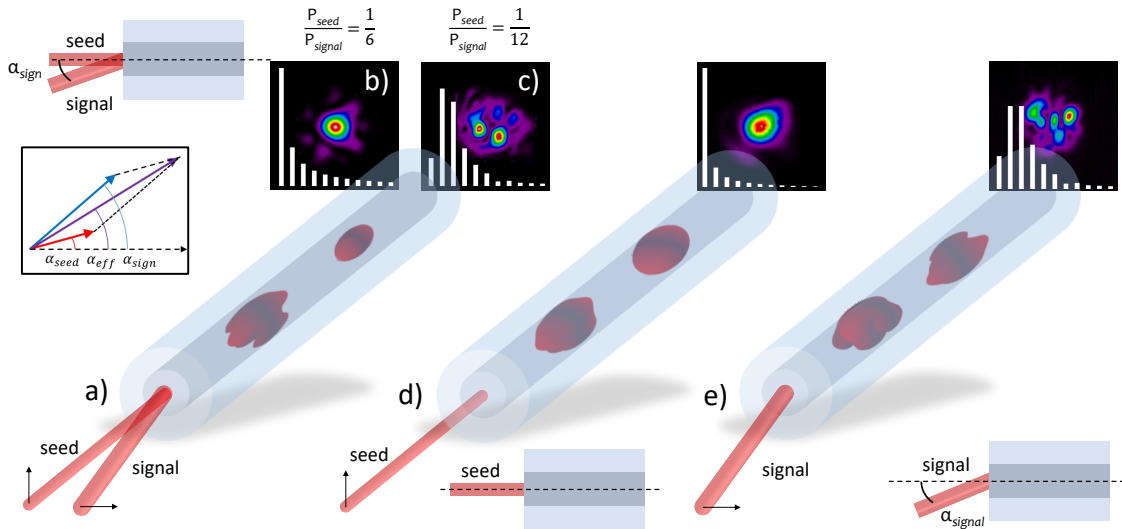 P_seed / P_signal = 1/6
P_seed / P_signal = 1/12
seed
α_sign
signal
b)
c)
α_seed α_eff α_sign
a)
seed
signal
d)
seed
seed
e)
signal
signal
α_signal